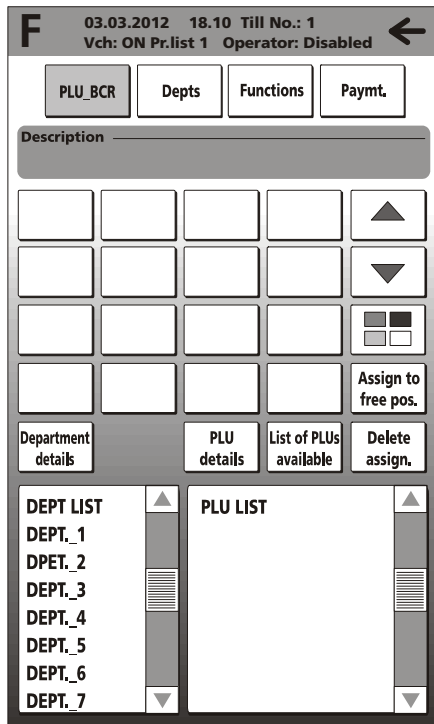 F
03.03.2012 18.10 Till No.: 1
Vch: ON Pr.list 1 Operator: Disabled
PLU_BCR
Depts
Functions
Paymt.
Description
Assign to
free pos.
Department
details
PLU
details
List of PLUs
available
Delete
assign.
DEPT LIST
DEPT._1
DPET._2
DEPT._3
DEPT._4
DEPT._5
DEPT._6
DEPT._7
PLU LIST